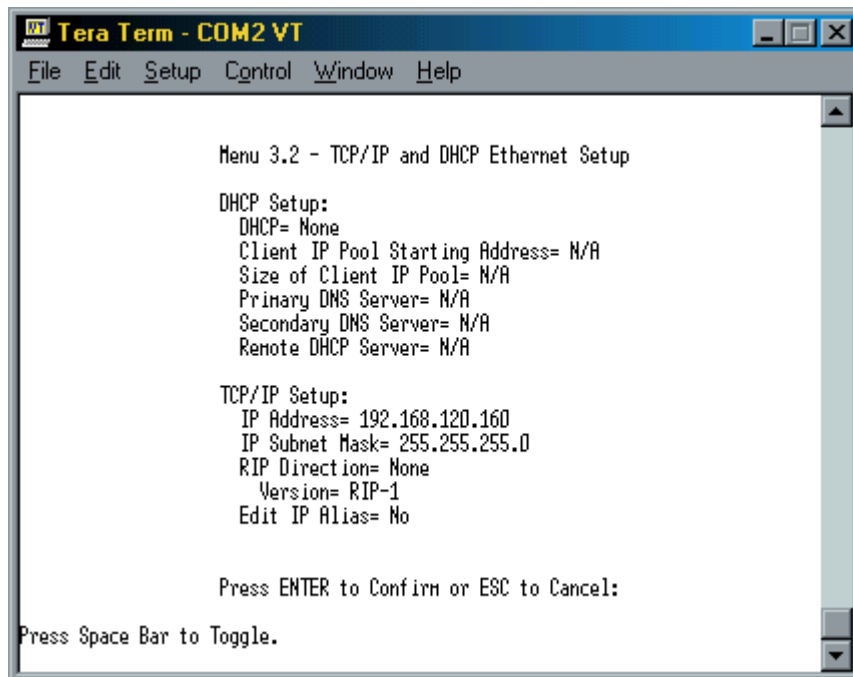 Tera Term - COM2 VT
File Edit Setup Control Window Help
Menu 3.2 - TCP/IP and DHCP Ethernet Setup
DHCP Setup:
DHCP= None
Client IP Pool Starting Address= N/A
Size of Client IP Pool= N/A
Primary DNS Server= N/A
Secondary DNS Server= N/A
Remote DHCP Server= N/A
TCP/IP Setup:
IP Address= 192.168.120.160
IP Subnet Mask= 255.255.255.0
RIP Direction= None
Version= RIP-1
Edit IP Alias= No
Press ENTER to Confirm or ESC to Cancel:
Press Space Bar to Toggle.